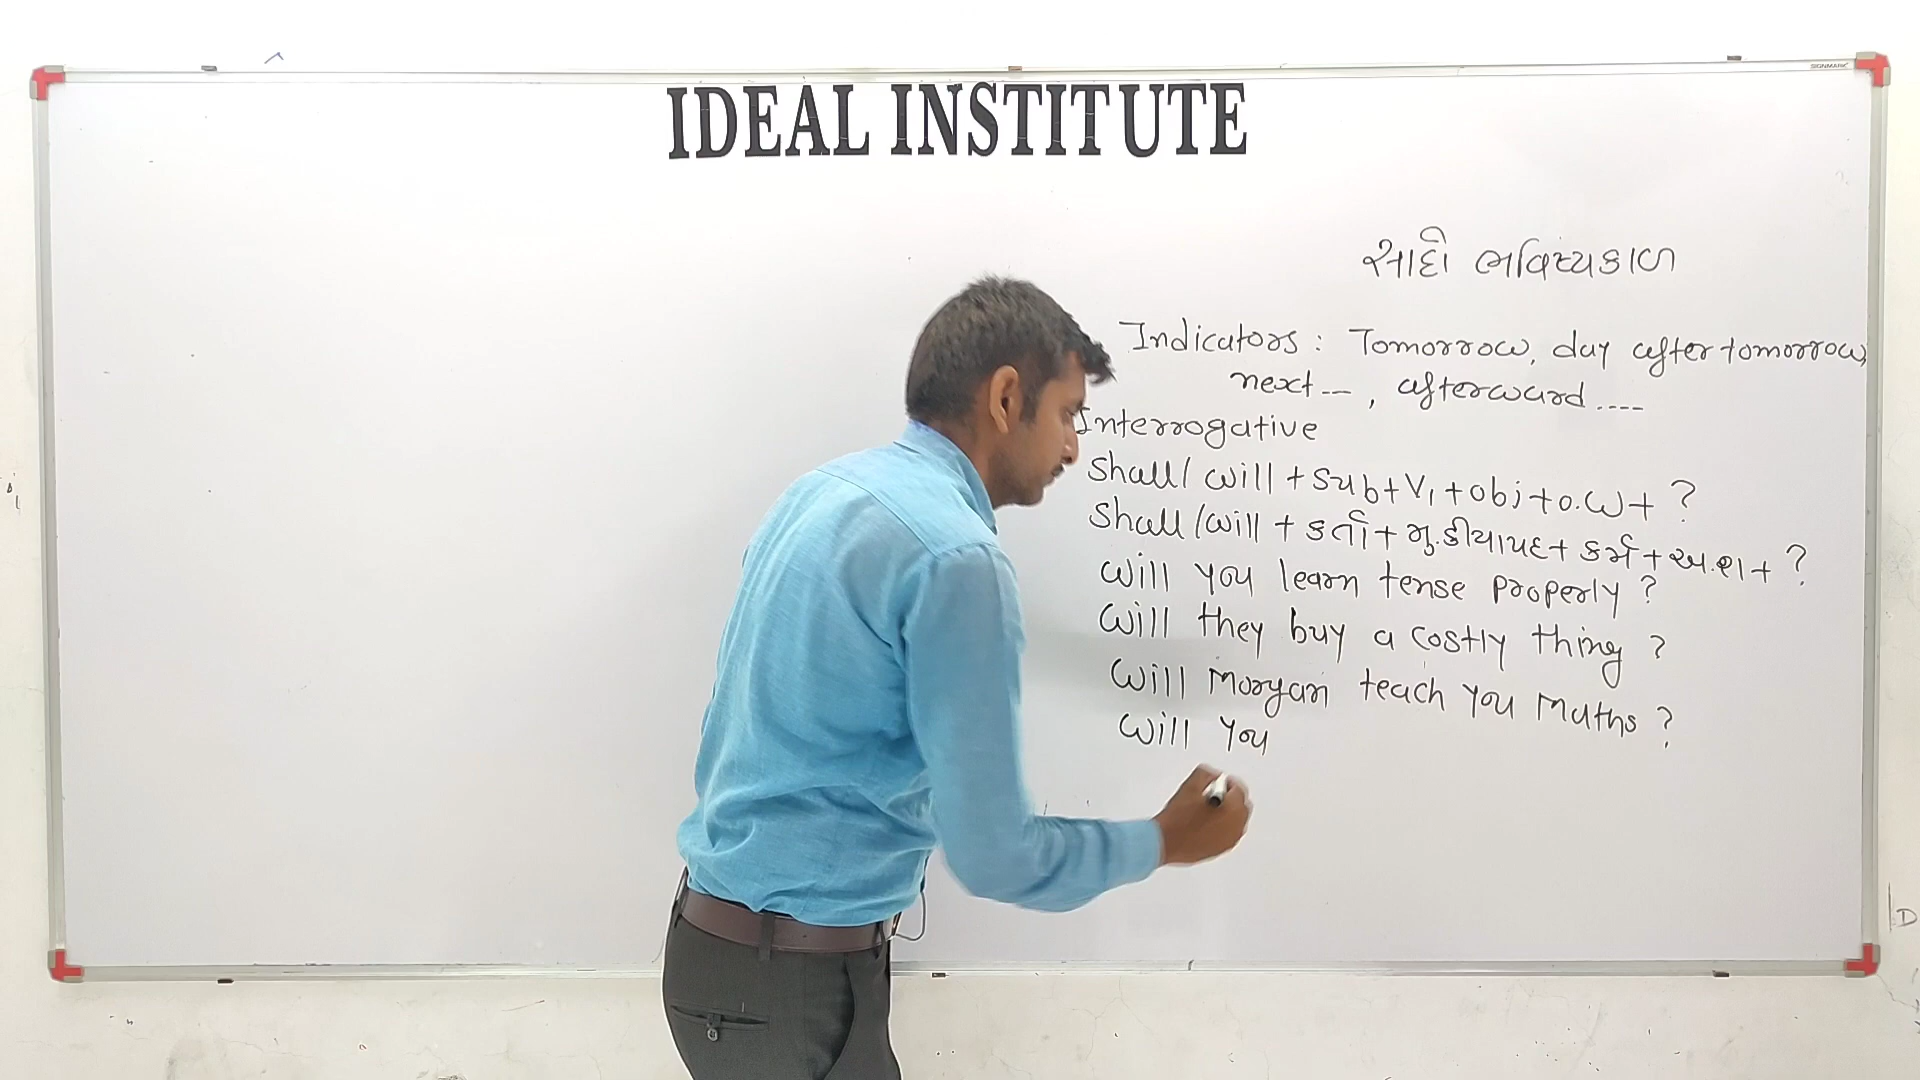 SIGNMARK
IDEAL INSTITUTE
સાદો ભવિષ્યકાળ
Indicators : Tomorrow, day after tomorrow,
next --- , afterward ....
Interrogative
Shall / will + Sub + V₁ + obj + o.w + ?
Shall / will + કર્તા + મુ.ક્રીયાપદ + કર્મ + અ.શ + ?
Will you learn tense properly ?
Will they buy a costly thing ?
Will Moryan teach you Maths ?
Will You
D